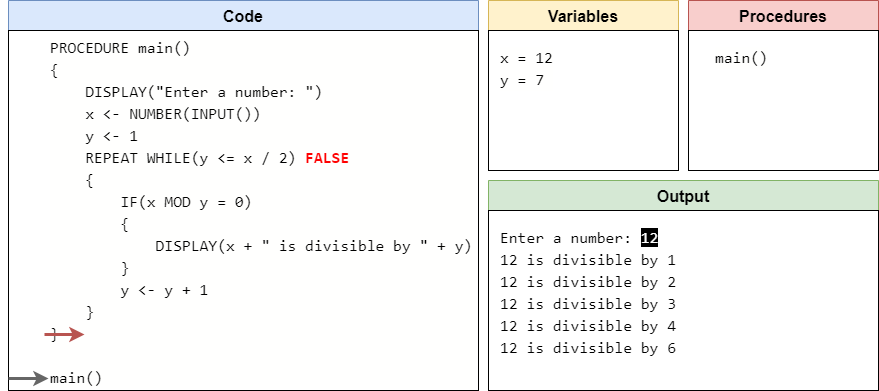 Code
PROCEDURE main()
{
DISPLAY("Enter a number: ")
x <- NUMBER(INPUT())
y <- 1
REPEAT WHILE(y <= x / 2) FALSE
{
IF(x MOD y = 0)
{
DISPLAY(x + " is divisible by " + y)
}
y <- y + 1
}
}
main()
Variables
x = 12
y = 7
Procedures
main()
Output
Enter a number: 12
12 is divisible by 1
12 is divisible by 2
12 is divisible by 3
12 is divisible by 4
12 is divisible by 6